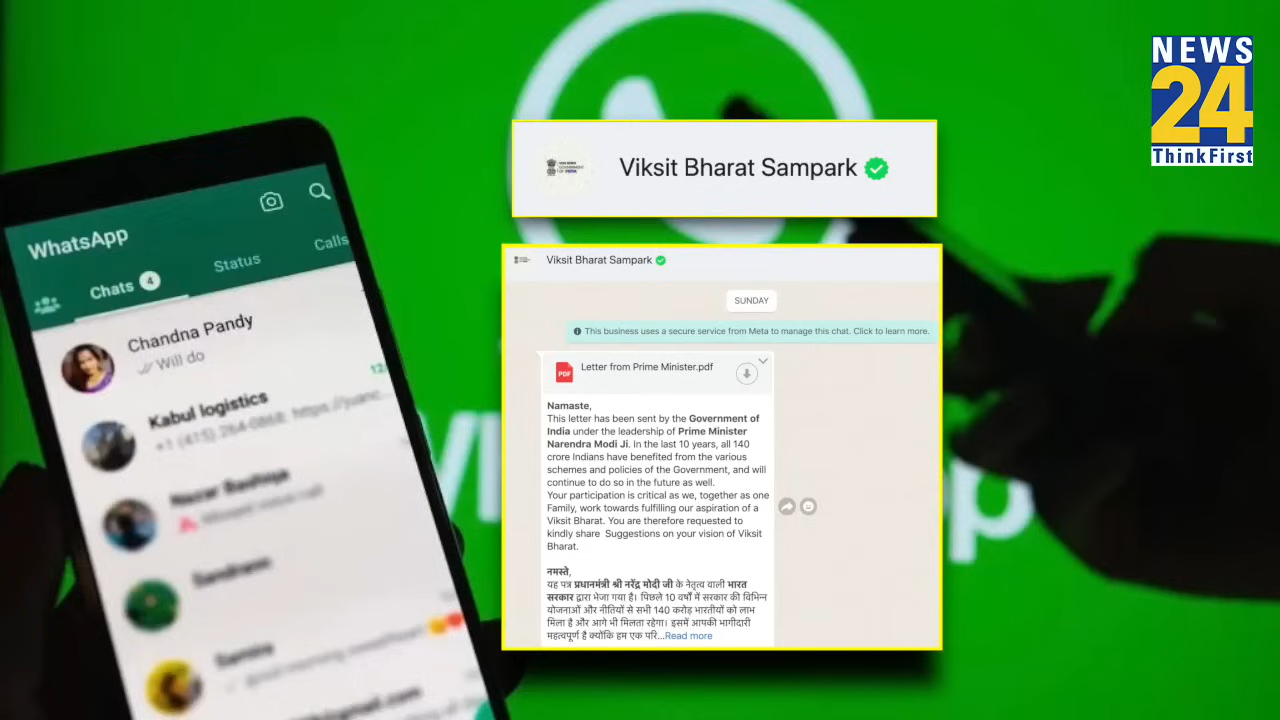 NEWS
24
ThinkFirst
Viksit Bharat Sampark
WhatsApp
Chats 4
Status
Calls
Chandna Pandy
Will do
Kabul logistics
+1 (415) 264-0868: https://
Viksit Bharat Sampark
SUNDAY
This business uses a secure service from Meta to manage this chat. Click to learn more.
PDF
Letter from Prime Minister.pdf
Namaste,
This letter has been sent by the Government of
India under the leadership of Prime Minister
Narendra Modi Ji. In the last 10 years, all 140
crore Indians have benefited from the various
schemes and policies of the Government, and will
continue to do so in the future as well.
Your participation is critical as we, together as one
Family, work towards fulfilling our aspiration of a
Viksit Bharat. You are therefore requested to
kindly share Suggestions on your vision of Viksit
Bharat.
नमस्ते,
यह पत्र प्रधानमंत्री श्री नरेंद्र मोदी जी के नेतृत्व वाली भारत
सरकार द्वारा भेजा गया है। पिछले 10 वर्षों में सरकार की विभिन्न
योजनाओं और नीतियों से सभी 140 करोड़ भारतीयों को लाभ
मिला है और आगे भी मिलता रहेगा। इसमें आपकी भागीदारी
महत्वपूर्ण है क्योंकि हम एक परि...Read more